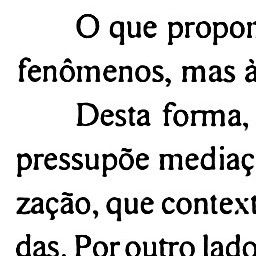 O que propor
fenômenos, mas à
Desta forma,
pressupõe mediaç
zação, que context
das. Por outro lado